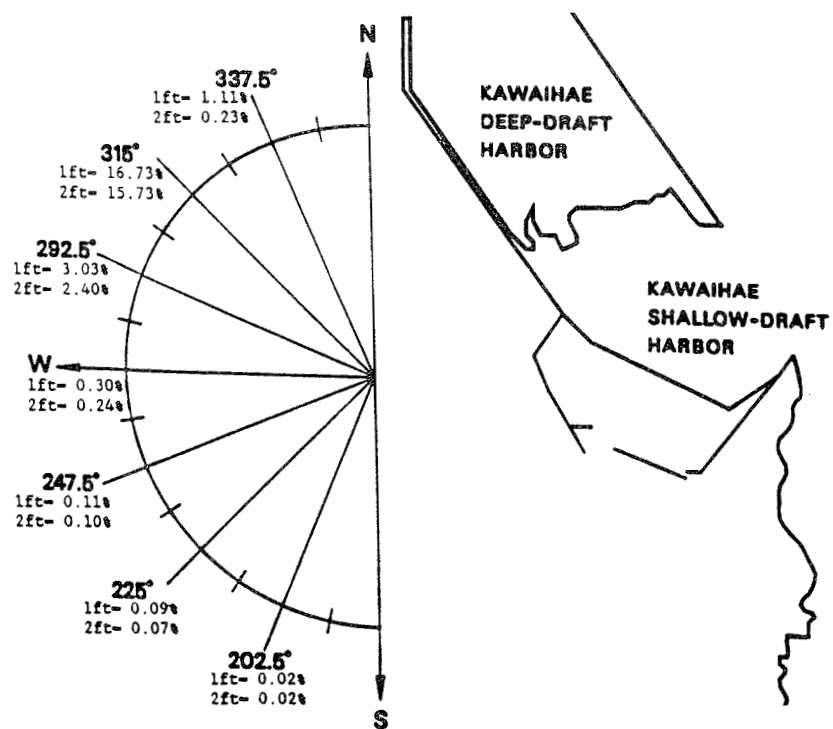 N
337.5°
1ft= 1.11%
2ft= 0.23%
315°
1ft= 16.73%
2ft= 15.73%
292.5°
1ft= 3.03%
2ft= 2.40%
W
1ft= 0.30%
2ft= 0.24%
247.5°
1ft= 0.11%
2ft= 0.10%
225°
1ft= 0.09%
2ft= 0.07%
202.5°
1ft= 0.02%
2ft= 0.02%
S
KAWAIHAE
DEEP-DRAFT
HARBOR
KAWAIHAE
SHALLOW-DRAFT
HARBOR